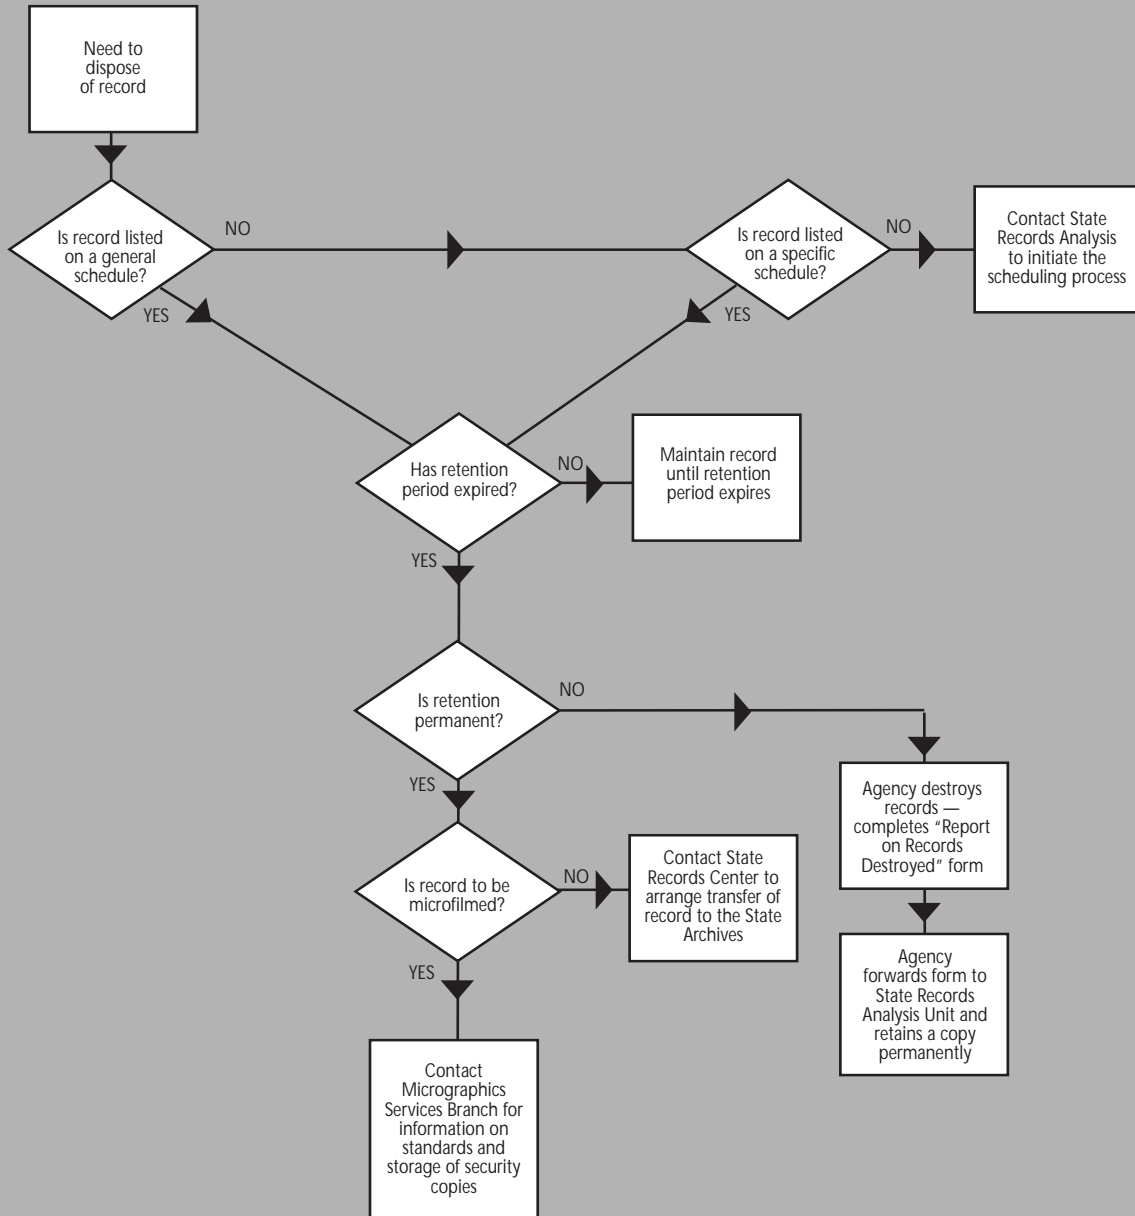 Need to
dispose
of record
Is record listed
on a general
schedule?
NO
YES
Is record listed
on a specific
schedule?
NO
YES
Contact State
Records Analysis
to initiate the
scheduling process
Has retention
period expired?
NO
YES
Maintain record
until retention
period expires
Is retention
permanent?
NO
YES
Agency destroys
records —
completes “Report
on Records
Destroyed” form
Agency
forwards form to
State Records
Analysis Unit and
retains a copy
permanently
Is record to be
microfilmed?
NO
YES
Contact State
Records Center to
arrange transfer of
record to the State
Archives
Contact
Micrographics
Services Branch for
information on
standards and
storage of security
copies